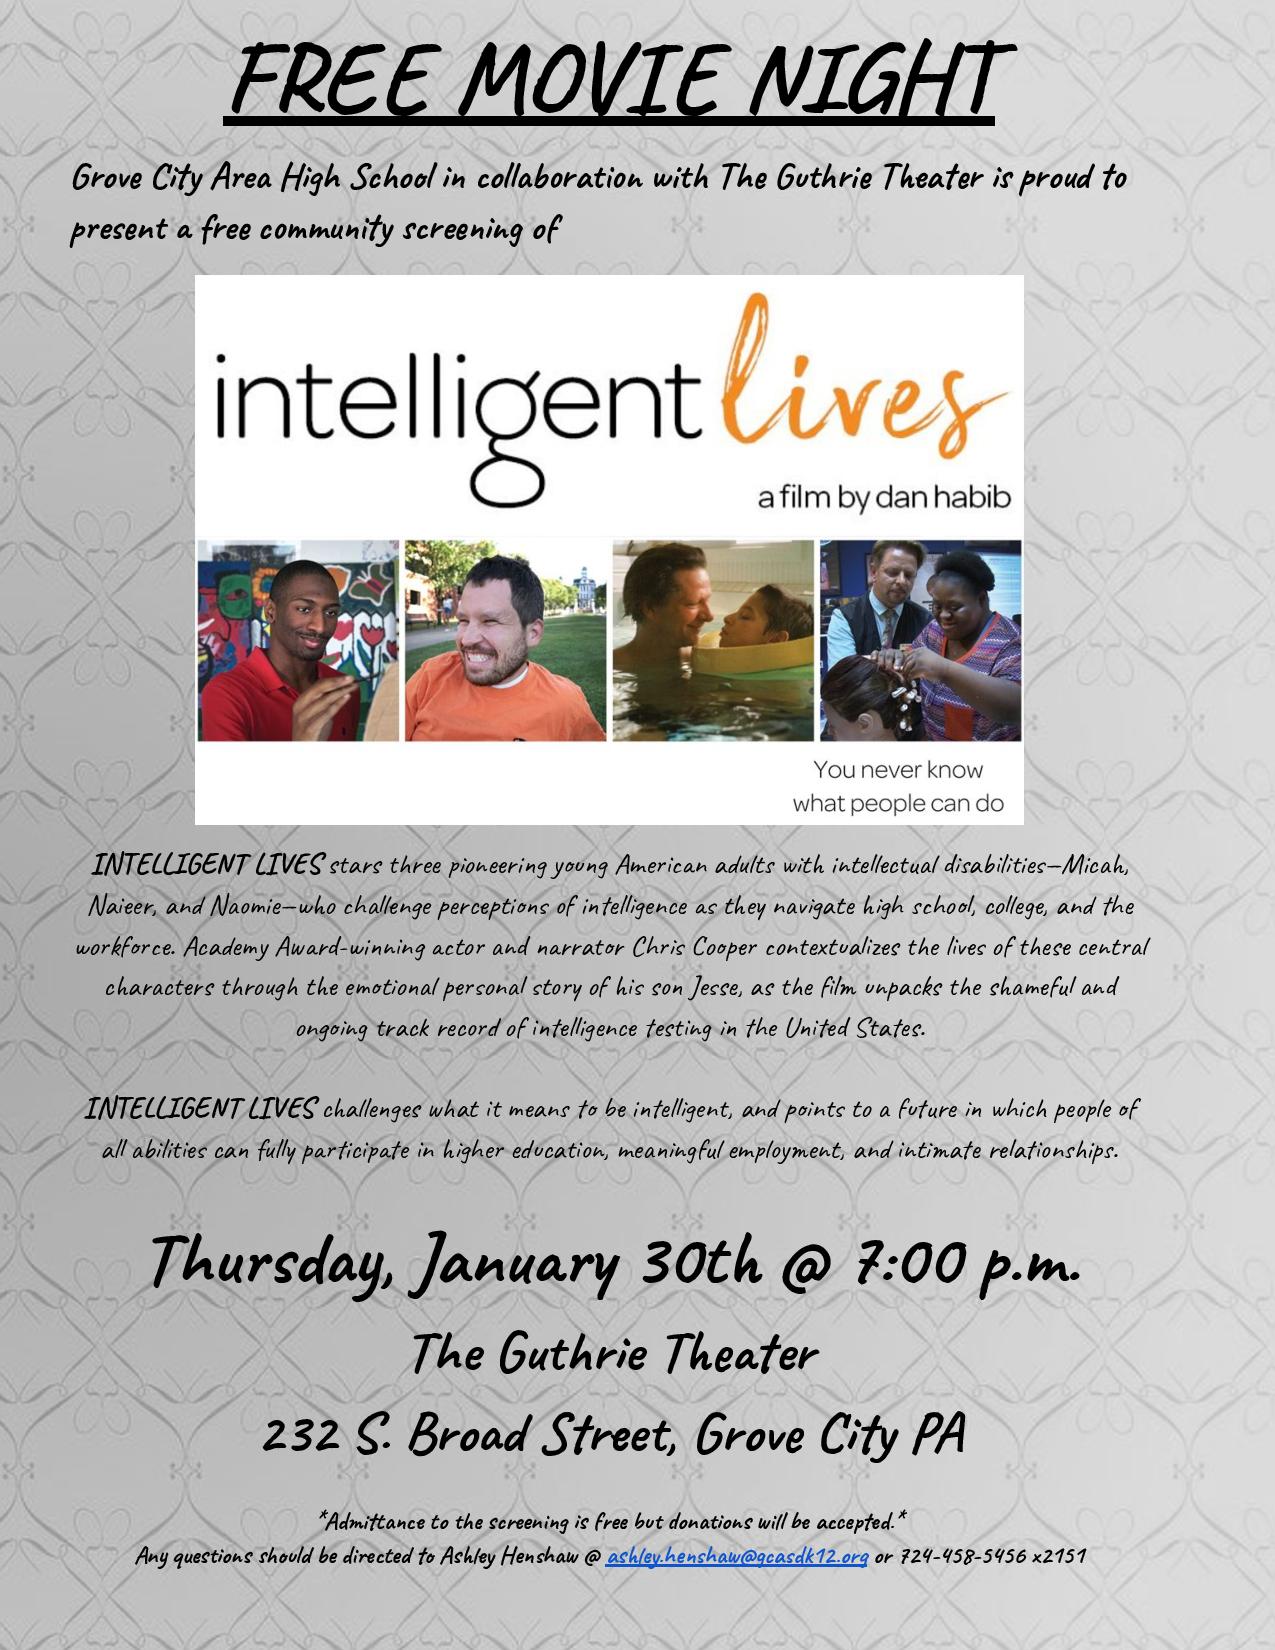 FREE MOVIE NIGHT
Grove City Area High School in collaboration with The Guthrie Theater is proud to
present a free community screening of
intelligent lives
a film by dan habib
You never know
what people can do
INTELLIGENT LIVES stars three pioneering young American adults with intellectual disabilities—Micah,
Naieer, and Naomie—who challenge perceptions of intelligence as they navigate high school, college, and the
workforce. Academy Award-winning actor and narrator Chris Cooper contextualizes the lives of these central
characters through the emotional personal story of his son Jesse, as the film unpacks the shameful and
ongoing track record of intelligence testing in the United States.
INTELLIGENT LIVES challenges what it means to be intelligent, and points to a future in which people of
all abilities can fully participate in higher education, meaningful employment, and intimate relationships.
Thursday, January 30th @ 7:00 p.m.
The Guthrie Theater
232 S. Broad Street, Grove City PA
*Admittance to the screening is free but donations will be accepted.*
Any questions should be directed to Ashley Henshaw @ ashley.henshaw@gcasdk12.org or 724-458-5456 x2151